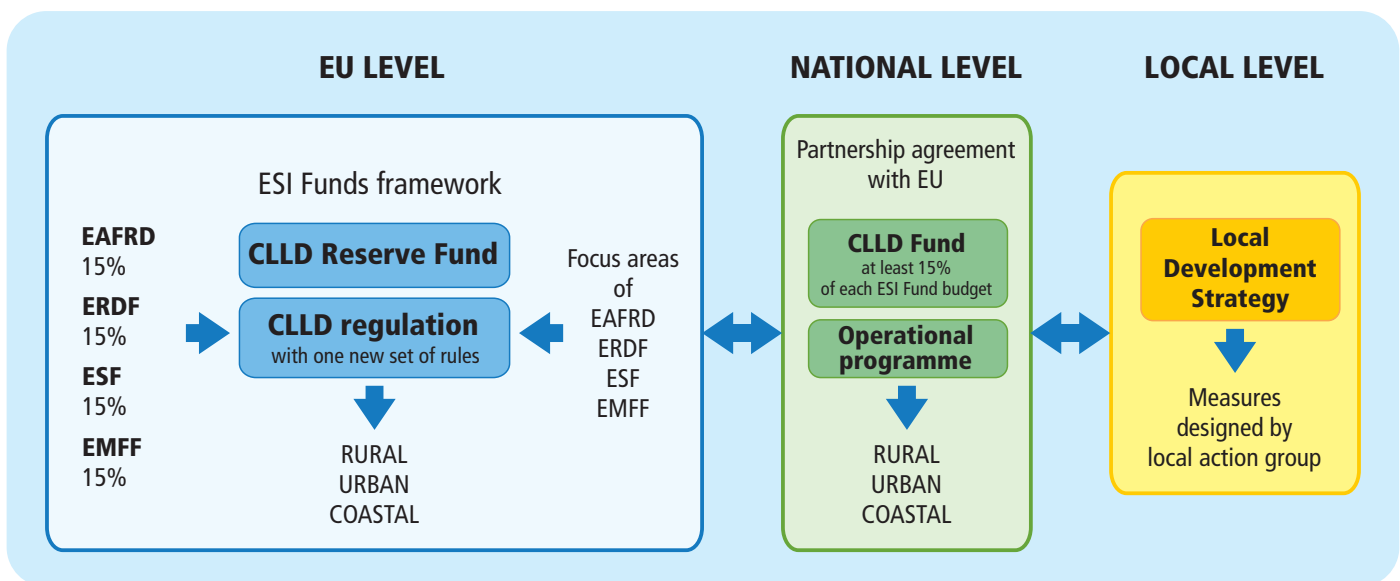 EU LEVEL
ESI Funds framework
EAFRD
15%
ERDF
15%
ESF
15%
EMFF
15%
CLLD Reserve Fund
CLLD regulation
with one new set of rules
RURAL
URBAN
COASTAL
Focus areas
of
EAFRD
ERDF
ESF
EMFF
NATIONAL LEVEL
Partnership agreement
with EU
CLLD Fund
at least 15%
of each ESI Fund budget
Operational
programme
RURAL
URBAN
COASTAL
LOCAL LEVEL
Local
Development
Strategy
Measures
designed by
local action group